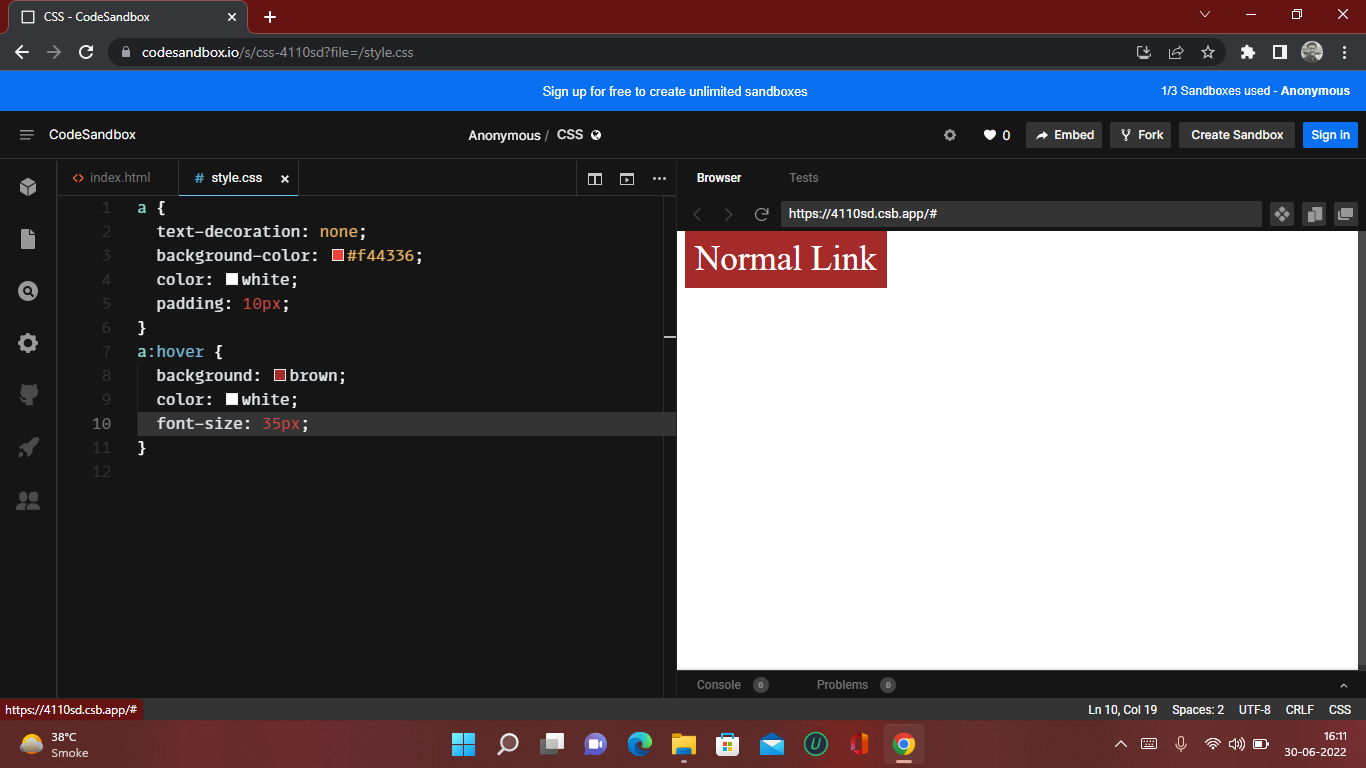 CSS - CodeSandbox
codesandbox.io/s/css-4110sd?file=/style.css
Sign up for free to create unlimited sandboxes
1/3 Sandboxes used - Anonymous
CodeSandbox
Anonymous / CSS
0
Embed
Fork
Create Sandbox
Sign in
index.html
# style.css
1 a {
2 text-decoration: none;
3 background-color: #f44336;
4 color: white;
5 padding: 10px;
6 }
7 a:hover {
8 background: brown;
9 color: white;
10 font-size: 35px;
11 }
12
Browser
Tests
https://4110sd.csb.app/#
Normal Link
Console 0
Problems 0
https://4110sd.csb.app/#
Ln 10, Col 19
Spaces: 2
UTF-8
CRLF
CSS
38°C
Smoke
U
16:11
30-06-2022